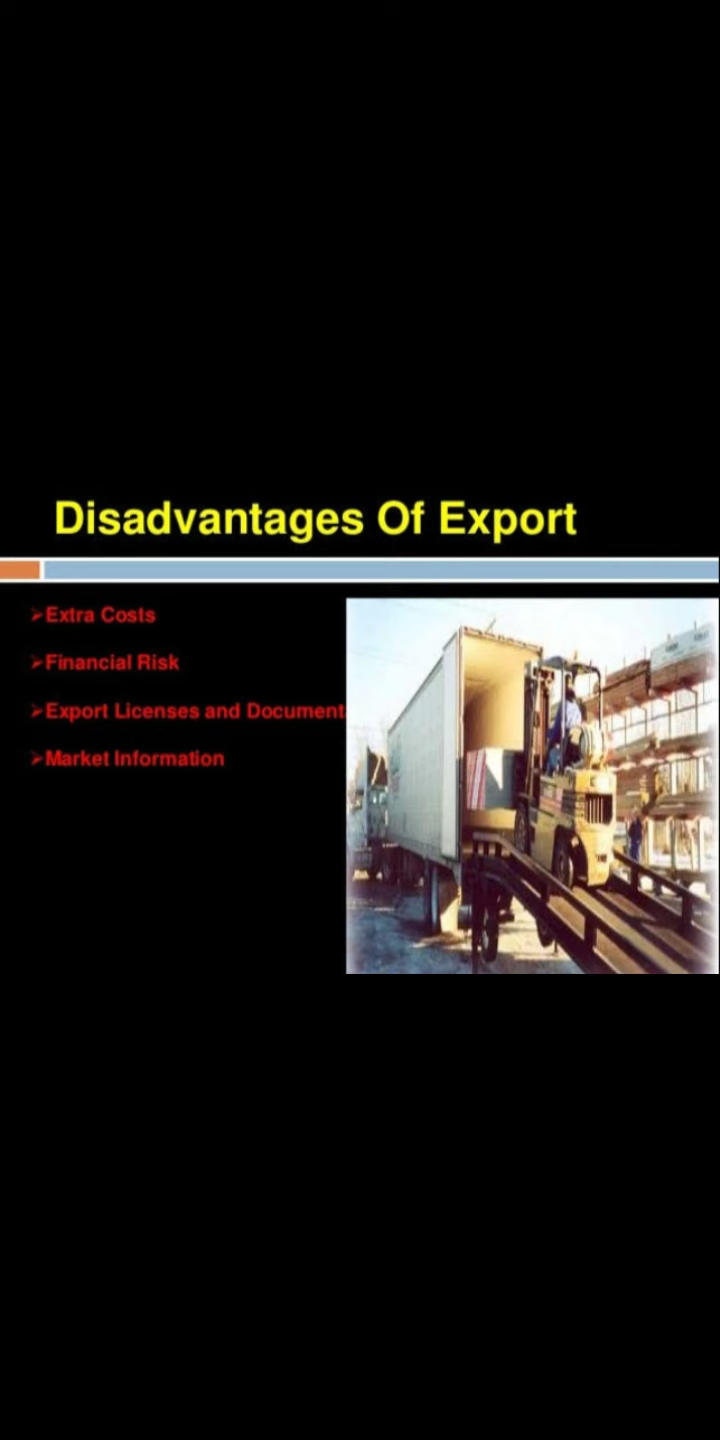 Disadvantages Of Export
➢Extra Costs
➢Financial Risk
➢Export Licenses and Document
➢Market Information